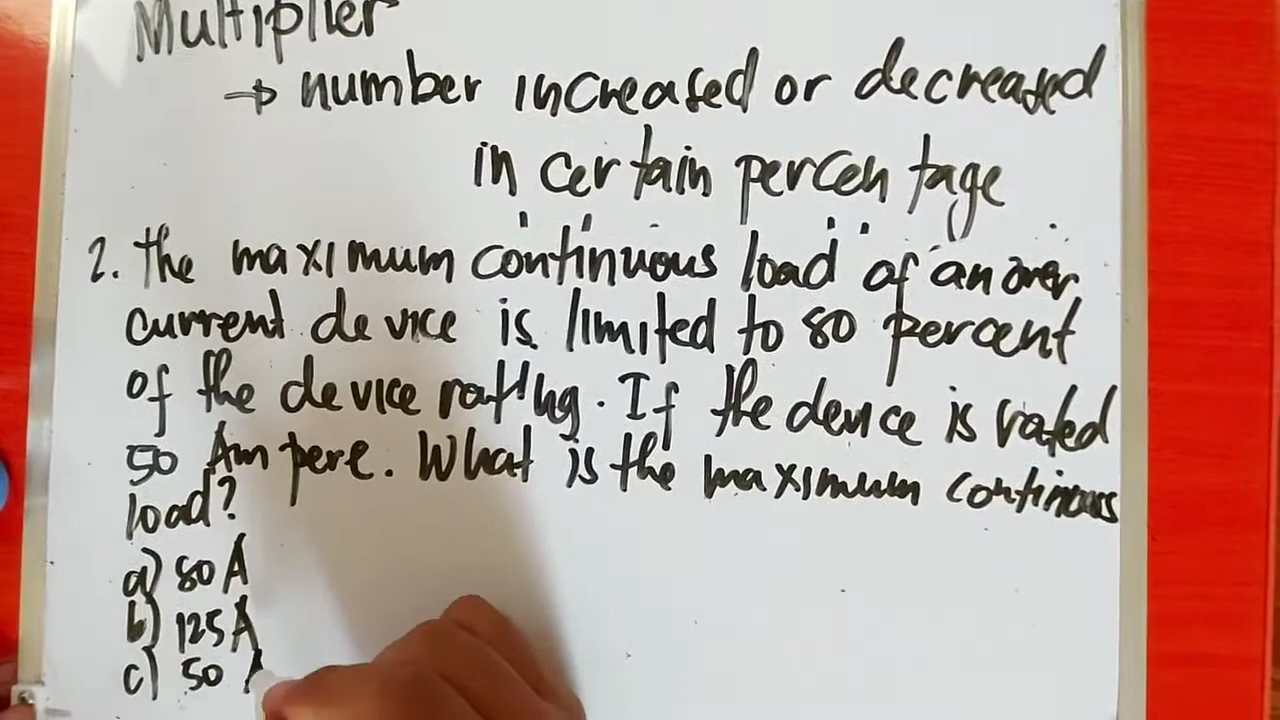 Multiplier
→ number increased or decreased
in certain percentage
2. The maximum continuous load of an over
current device is limited to 80 percent
of the device rating. If the device is rated
50 Ampere. What is the maximum continous
load?
a) 80 A
b) 125 A
c) 50 A